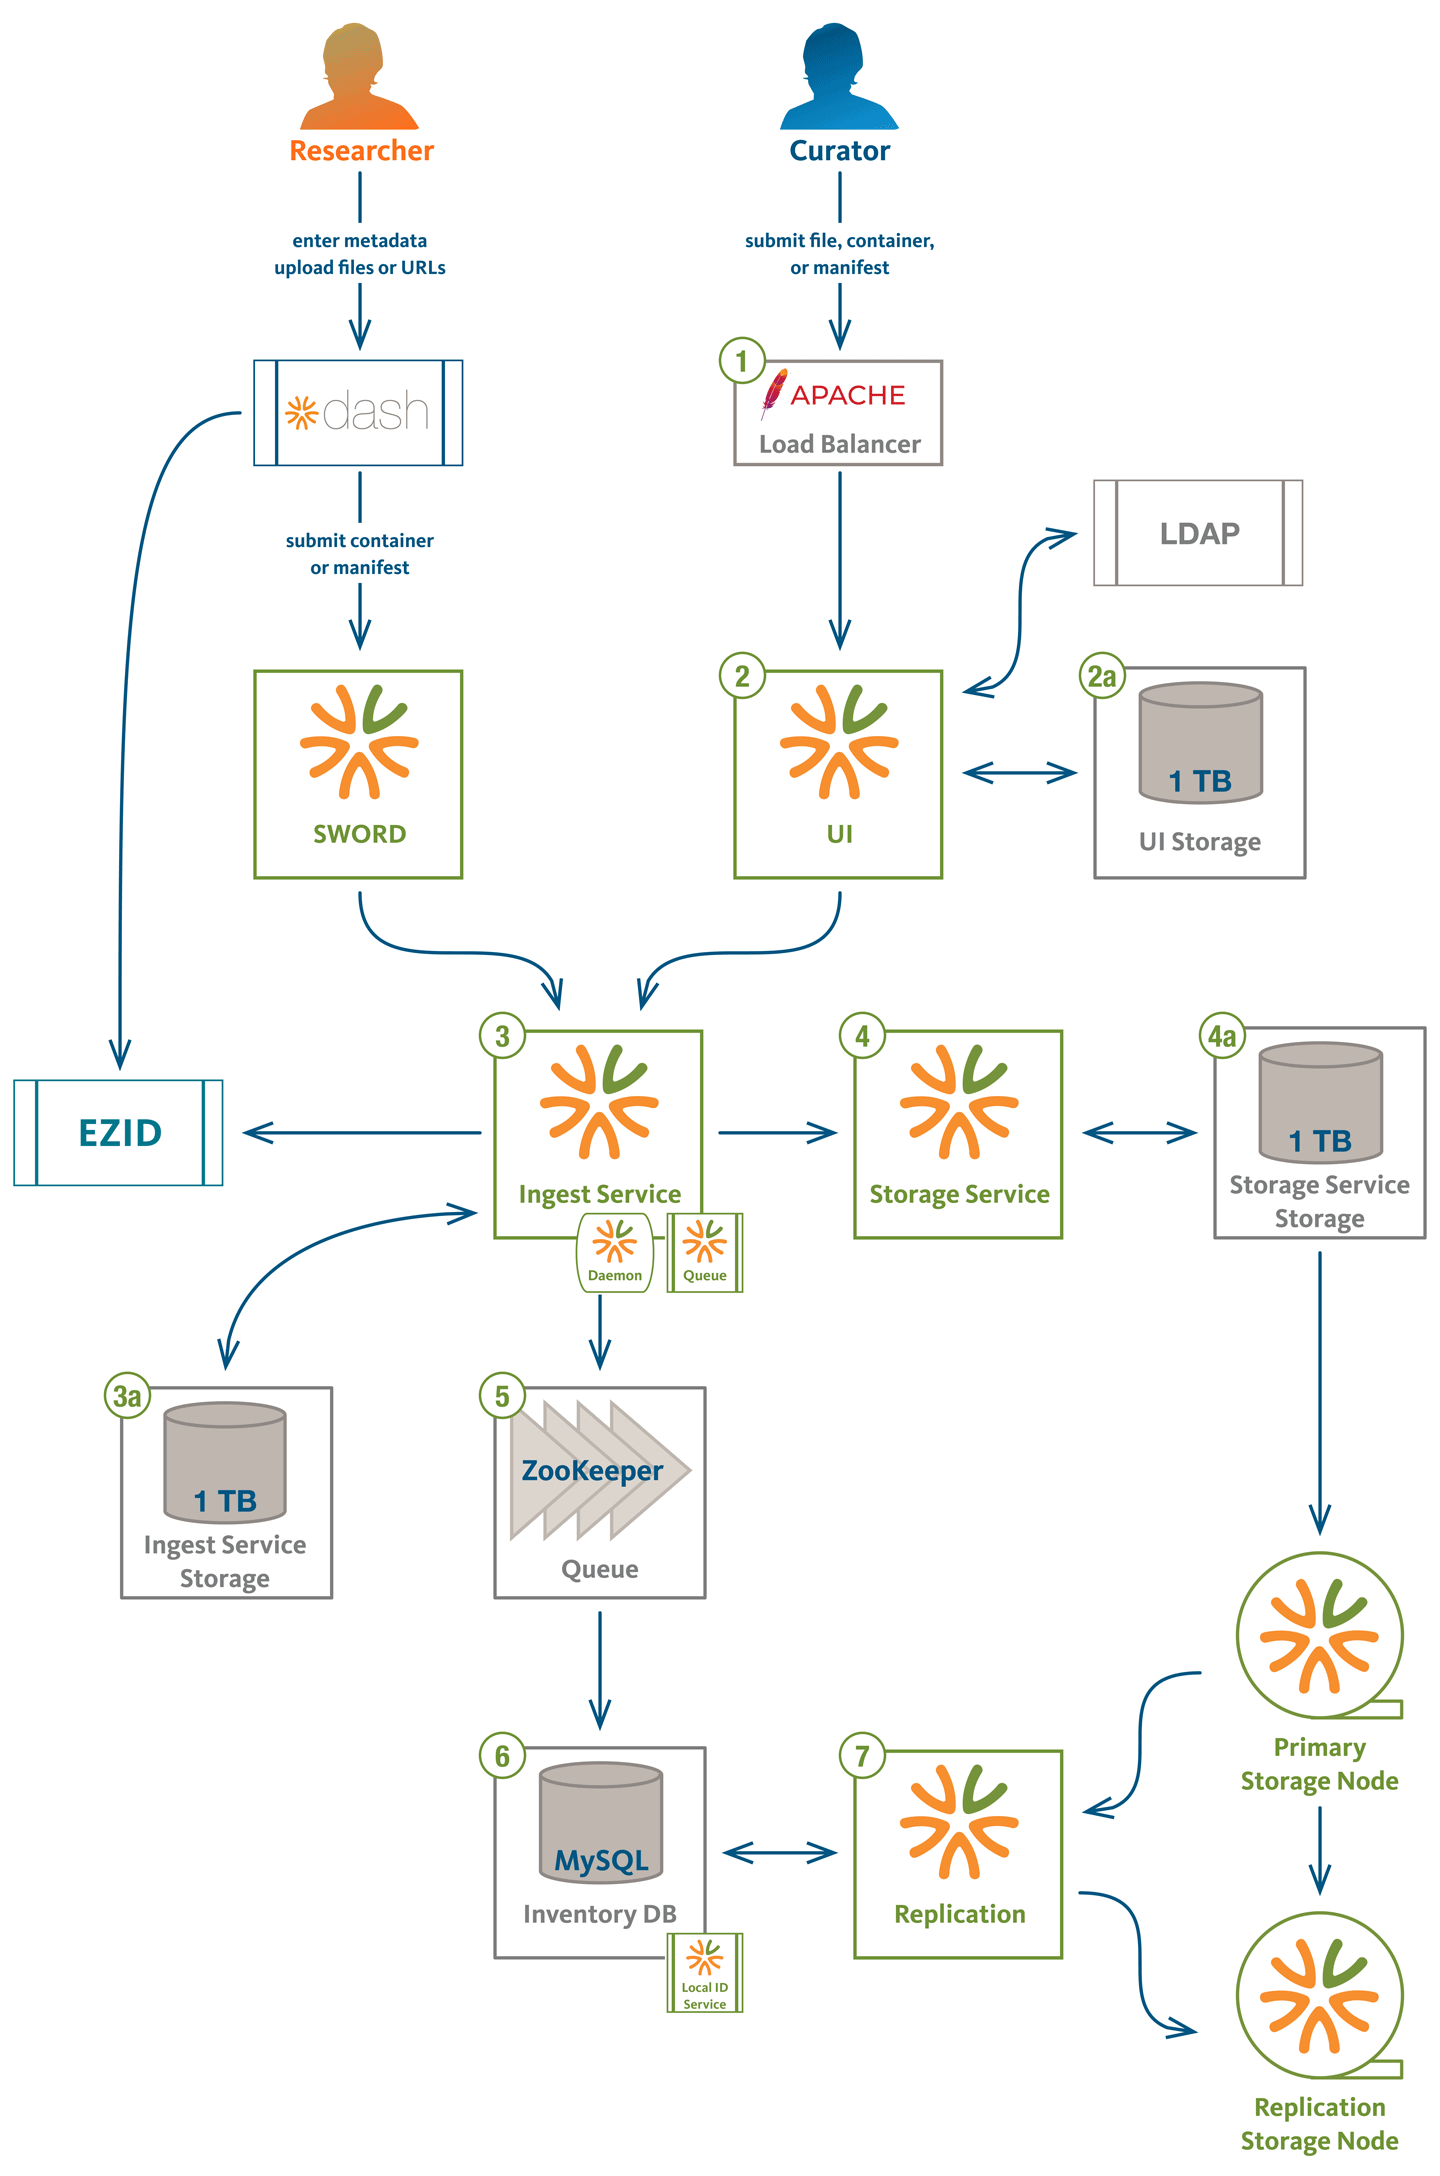 Researcher
Curator
enter metadata
upload files or URLs
submit file, container,
or manifest
1
APACHE
Load Balancer
dash
LDAP
submit container
or manifest
SWORD
2
UI
2a
1 TB
UI Storage
3
Ingest Service
Daemon
Queue
4
Storage Service
4a
1 TB
Storage Service
Storage
EZID
3a
1 TB
Ingest Service
Storage
5
ZooKeeper
Queue
6
MySQL
Inventory DB
Local ID
Service
7
Replication
Primary
Storage Node
Replication
Storage Node